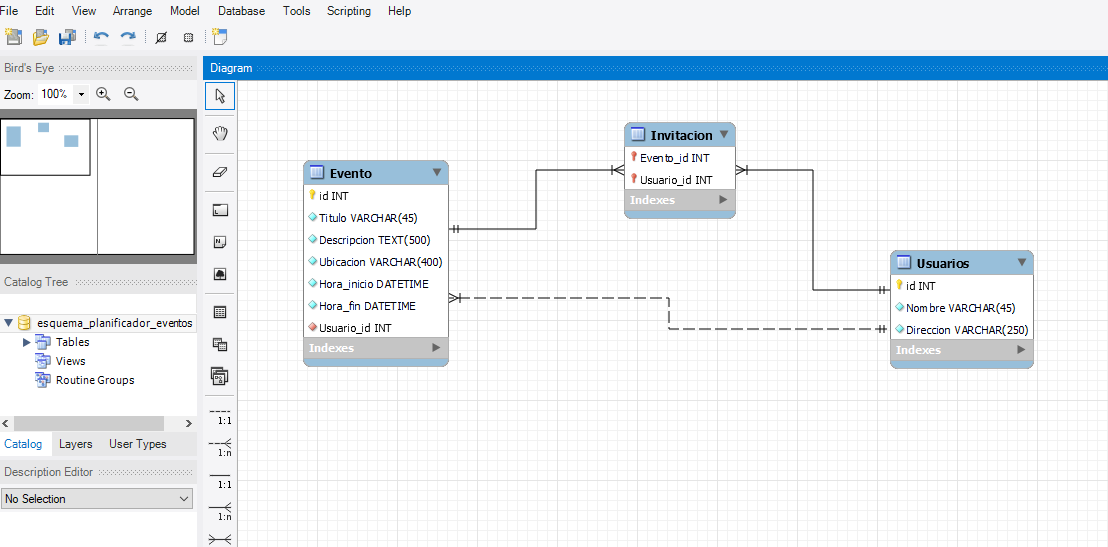 File Edit View Arrange Model Database Tools Scripting Help
Bird's Eye
Zoom: 100%
Diagram
Invitacion
Evento_id INT
Usuario_id INT
Indexes
Evento
id INT
Titulo VARCHAR(45)
Descripcion TEXT(500)
Ubicacion VARCHAR(400)
Hora_inicio DATETIME
Hora_fin DATETIME
Usuario_id INT
Indexes
Usuarios
id INT
Nombre VARCHAR(45)
Direccion VARCHAR(250)
Indexes
Catalog Tree
esquema_planificador_eventos
Tables
Views
Routine Groups
Catalog Layers User Types
Description Editor
No Selection
1:1
1:n
1:1
1:n